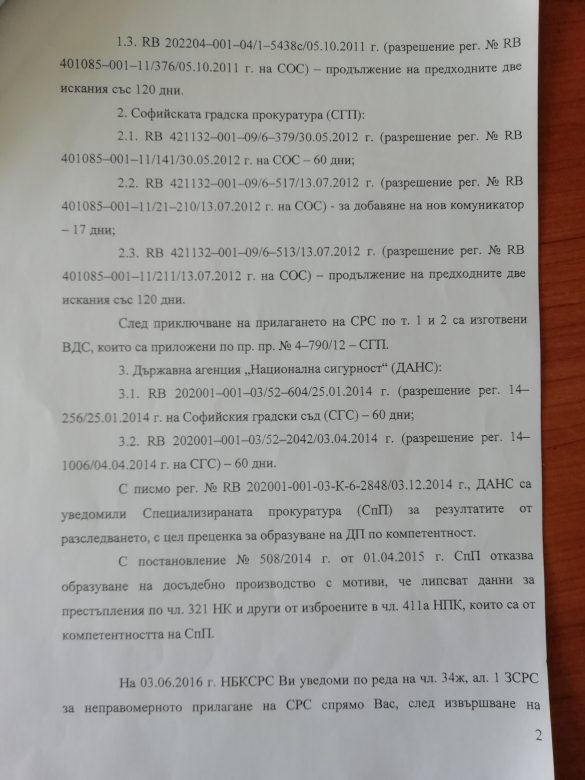 1.3. RB 202204–001–04/1–5438с/05.10.2011 г. (разрешение рег. № RB
401085–001–11/376/05.10.2011 г. на СОС) – продължение на предходните две
искания със 120 дни.
2. Софийската градска прокуратура (СГП):
2.1. RB 421132–001–09/6–379/30.05.2012 г. (разрешение рег. № RB
401085–001–11/141/30.05.2012 г. на СОС – 60 дни;
2.2. RB 421132–001–09/6–517/13.07.2012 г. (разрешение рег. № RB
401085–001–11/21–210/13.07.2012 г. на СОС) - за добавяне на нов комуникатор
– 17 дни;
2.3. RB 421132–001–09/6–513/13.07.2012 г. (разрешение рег. № RB
401085–001–11/211/13.07.2012 г. на СОС) – продължение на предходните две
искания със 120 дни.
След приключване на прилагането на СРС по т. 1 и 2 са изготвени
ВДС, които са приложени по пр. пр. № 4–790/12 – СГП.
3. Държавна агенция „Национална сигурност“ (ДАНС):
3.1. RB 202001–001–03/52–604/25.01.2014 г. (разрешение рег. 14–
256/25.01.2014 г. на Софийския градски съд (СГС) – 60 дни;
3.2. RB 202001–001–03/52–2042/03.04.2014 г. (разрешение рег. 14–
1006/04.04.2014 г. на СГС) – 60 дни.
С писмо рег. № RB 202001-001-03-К-6-2848/03.12.2014 г., ДАНС са
уведомили Специализираната прокуратура (СпП) за резултатите от
разследването, с цел преценка за образуване на ДП по компетентност.
С постановление № 508/2014 г. от 01.04.2015 г. СпП отказва
образуване на досъдебно производство с мотиви, че липсват данни за
престъпления по чл. 321 НК и други от изброените в чл. 411а НПК, които са от
компетентността на СпП.
На 03.06.2016 г. НБКСРС Ви уведоми по реда на чл. 34ж, ал. 1 ЗСРС
за неправомерното прилагане на СРС спрямо Вас, след извършване на
2